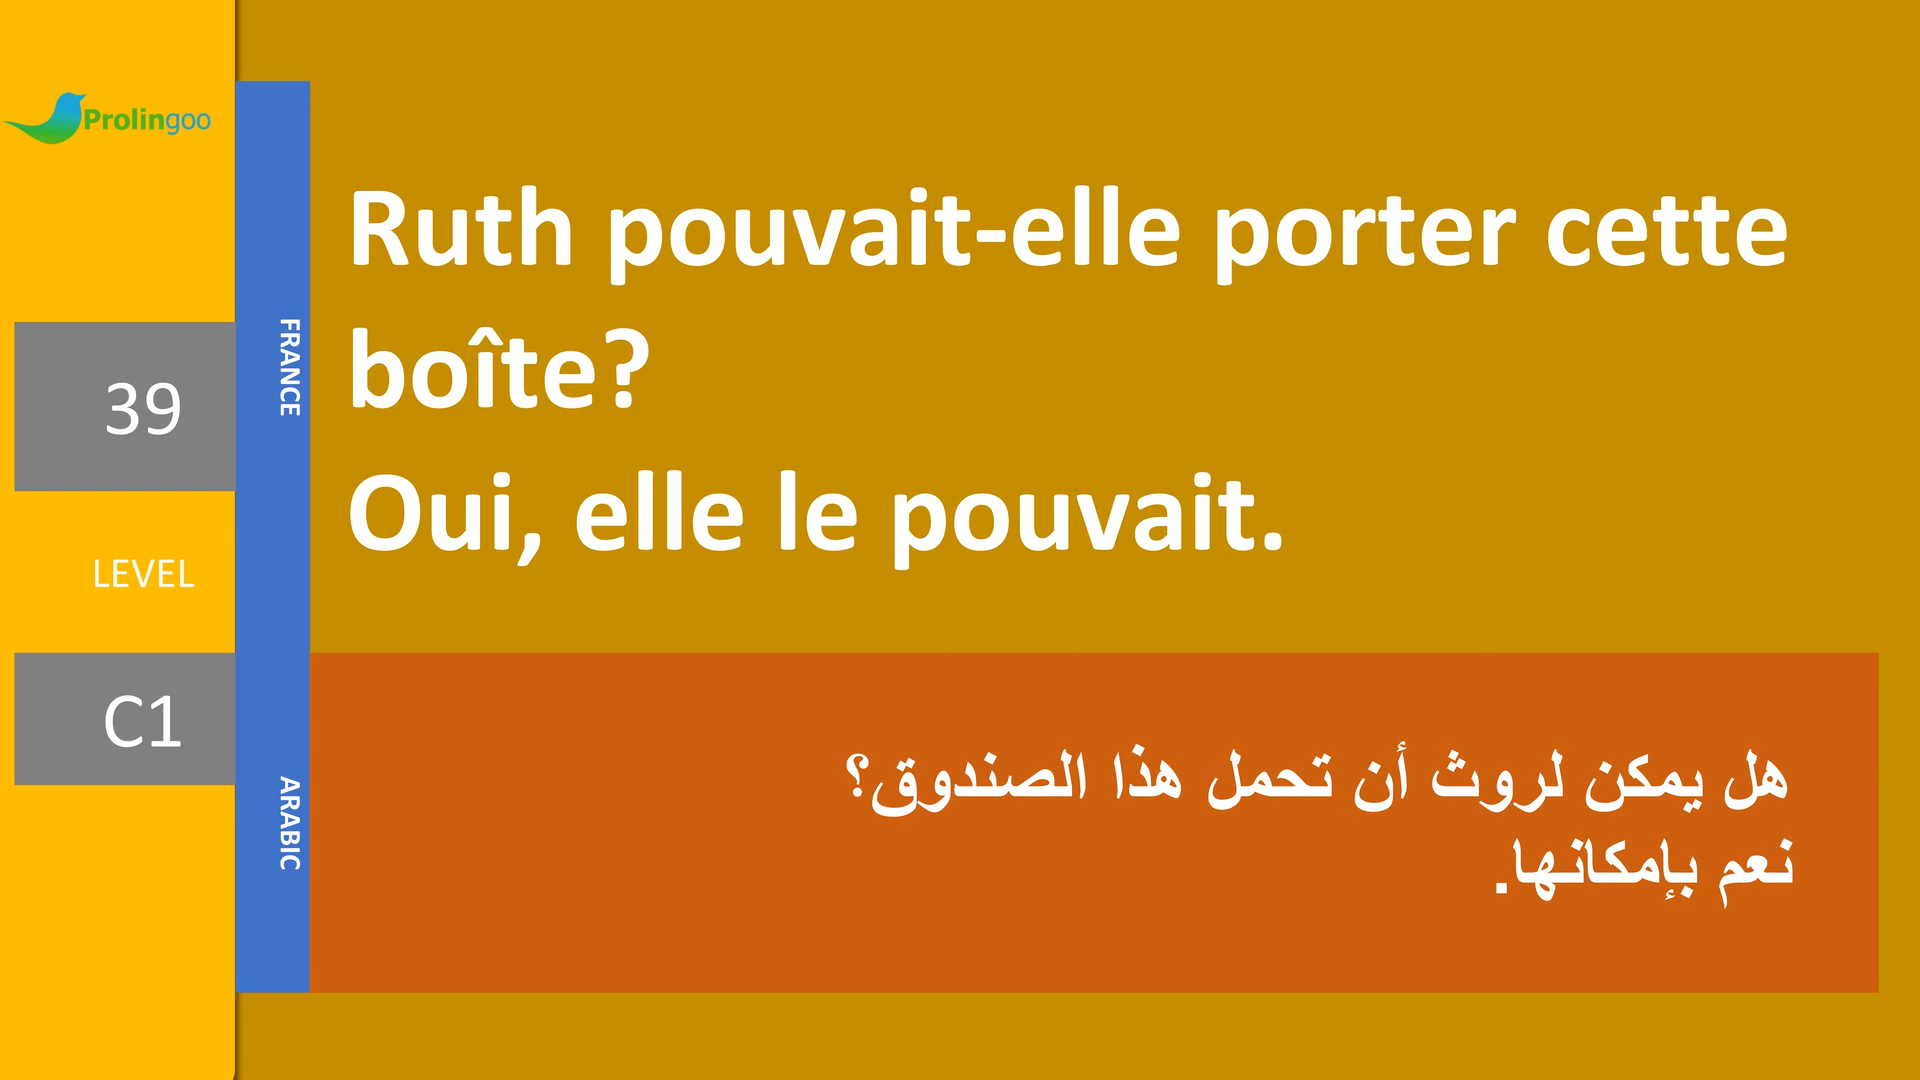 Prolingoo
39
LEVEL
C1
FRANCE
ARABIC
Ruth pouvait-elle porter cette
boîte?
Oui, elle le pouvait.
هل يمكن لروث أن تحمل هذا الصندوق؟
نعم بإمكانها.